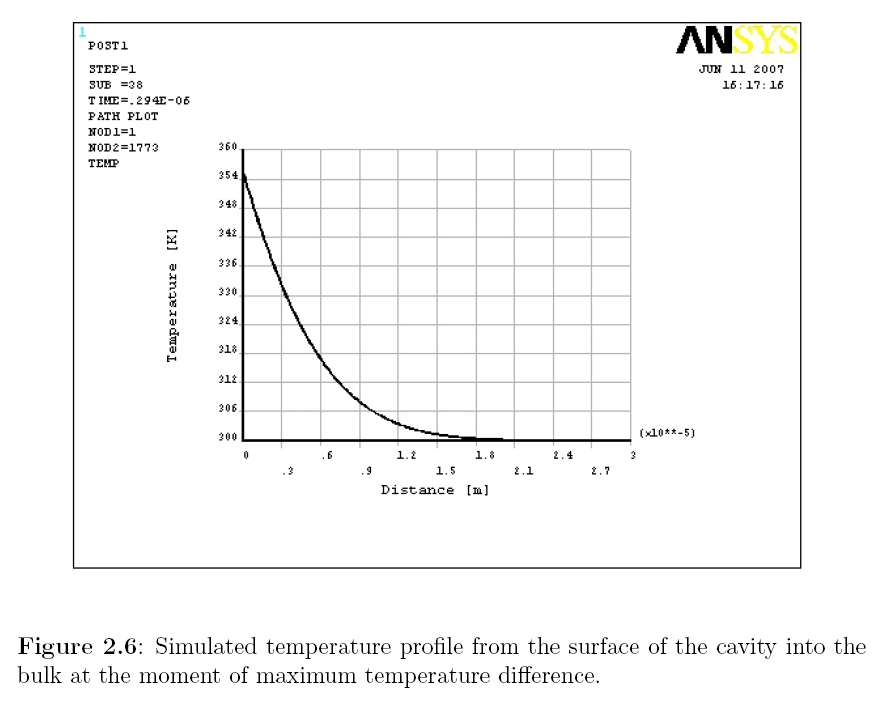 1
POST1
STEP=1
SUB =38
TIME=.294E-06
PATH PLOT
NOD1=1
NOD2=1773
TEMP
ANSYS
JUN 11 2007
16:17:16
Temperature [K]
360
354
348
342
336
330
324
318
312
306
300
(x10**-5)
0 .6 1.2 1.8 2.4 3
.3 .9 1.5 2.1 2.7
Distance [m]
Figure 2.6: Simulated temperature profile from the surface of the cavity into the
bulk at the moment of maximum temperature difference.